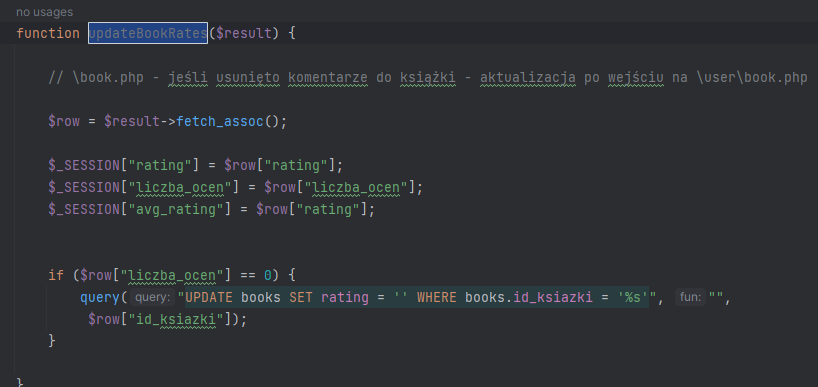 no usages
function updateBookRates($result) {
// \book.php - jeśli usunięto komentarze do książki - aktualizacja po wejściu na \user\book.php
$row = $result->fetch_assoc();
$_SESSION["rating"] = $row["rating"];
$_SESSION["liczba_ocen"] = $row["liczba_ocen"];
$_SESSION["avg_rating"] = $row["rating"];
if ($row["liczba_ocen"] == 0) {
query( query: "UPDATE books SET rating = '' WHERE books.id_ksiazki = '%s'", fun: "",
$row["id_ksiazki"]);
}
}